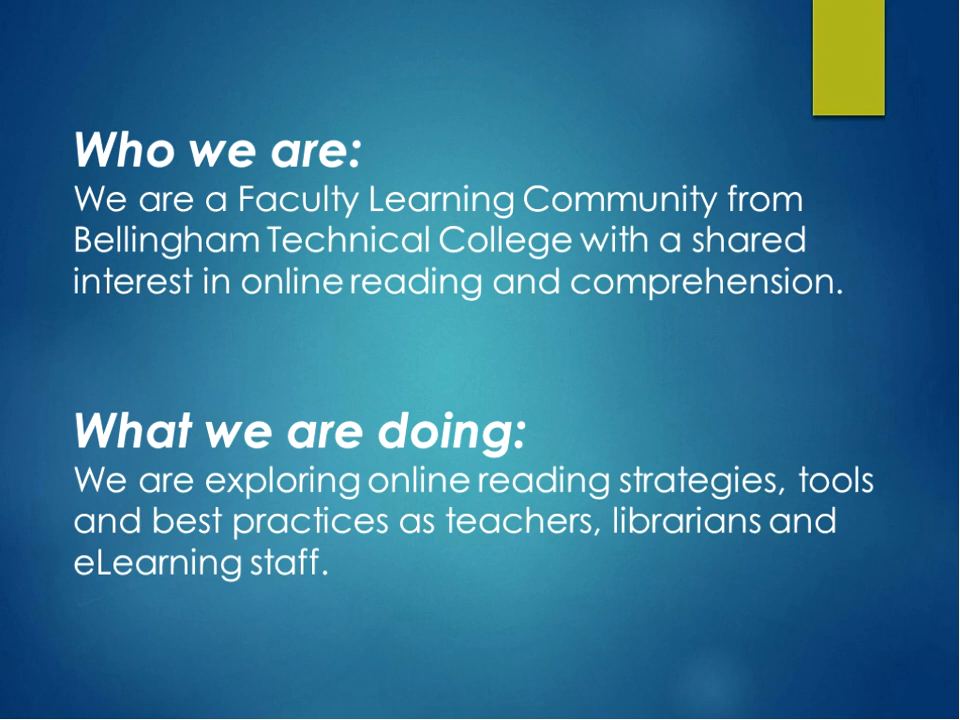 Who we are:
We are a Faculty Learning Community from
Bellingham Technical College with a shared
interest in online reading and comprehension.
What we are doing:
We are exploring online reading strategies, tools
and best practices as teachers, librarians and
eLearning staff.